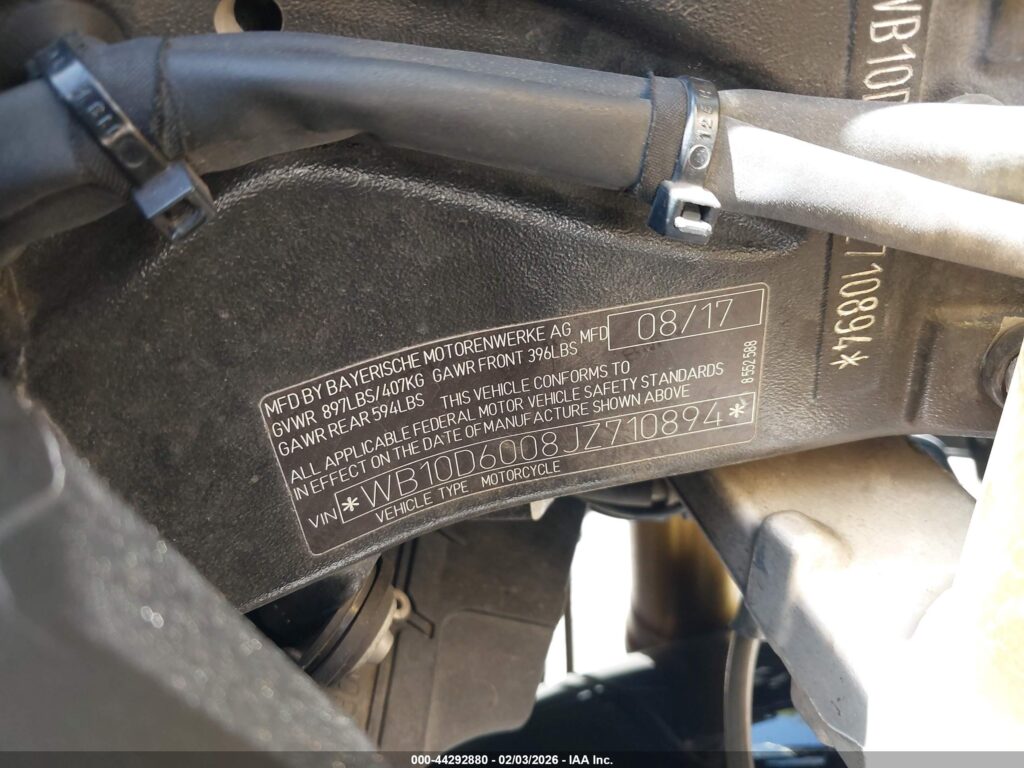 MFD BY BAYERISCHE MOTORENWERKE AG MFD 08/17
GVWR 897LBS/407KG GAWR FRONT 396LBS
GAWR REAR 594LBS THIS VEHICLE CONFORMS TO
ALL APPLICABLE FEDERAL MOTOR VEHICLE SAFETY STANDARDS
IN EFFECT ON THE DATE OF MANUFACTURE SHOWN ABOVE
VIN *WB10D6008JZ710894*
VEHICLE TYPE MOTORCYCLE
8 552 588
WB10D
710894*
12
000-44292880 - 02/03/2026 - IAA Inc.